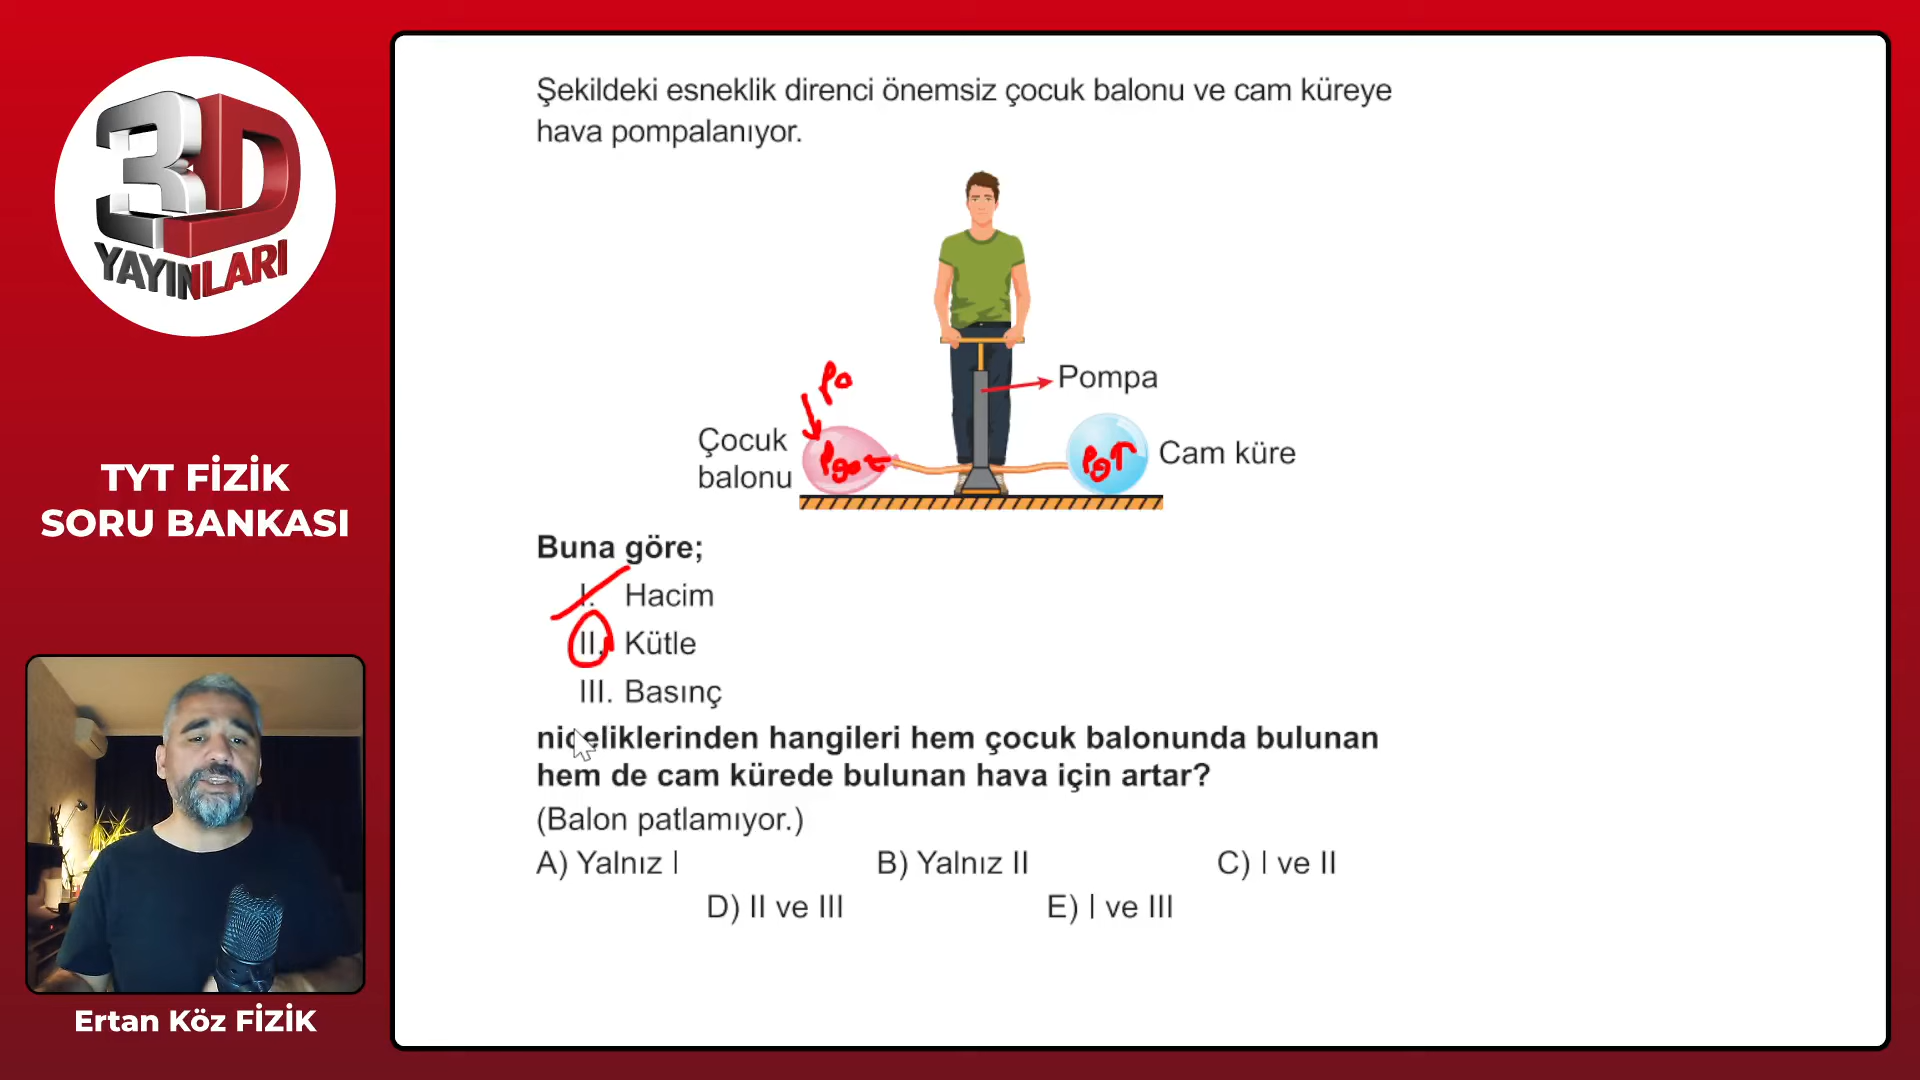 3D
YAYINLARI
TYT FİZİK
SORU BANKASI
Ertan Köz FİZİK
Şekildeki esneklik direnci önemsiz çocuk balonu ve cam küreye
hava pompalanıyor.
Po
Pompa
Çocuk
balonu
Cam küre
Buna göre;
I. Hacim
II. Kütle
III. Basınç
niceliklerinden hangileri hem çocuk balonunda bulunan
hem de cam kürede bulunan hava için artar?
(Balon patlamıyor.)
A) Yalnız I B) Yalnız II C) I ve II
D) II ve III E) I ve III